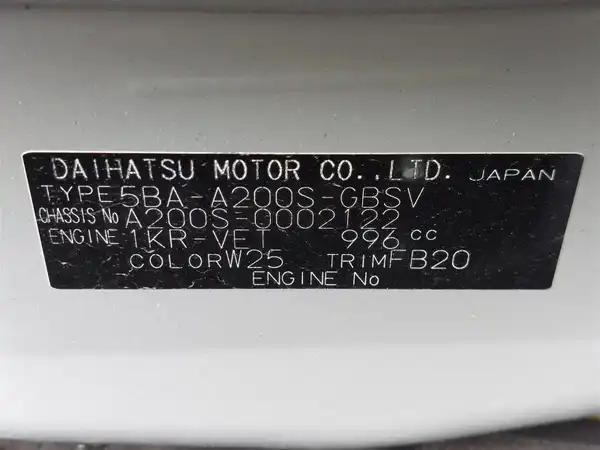 DAIHATSU MOTOR CO.,LTD. JAPAN
TYPE 5BA-A200S-GBSV
CHASSIS No A200S-0002122
ENGINE 1KR-VET 996 cc
COLOR W25 TRIM FB20
ENGINE No